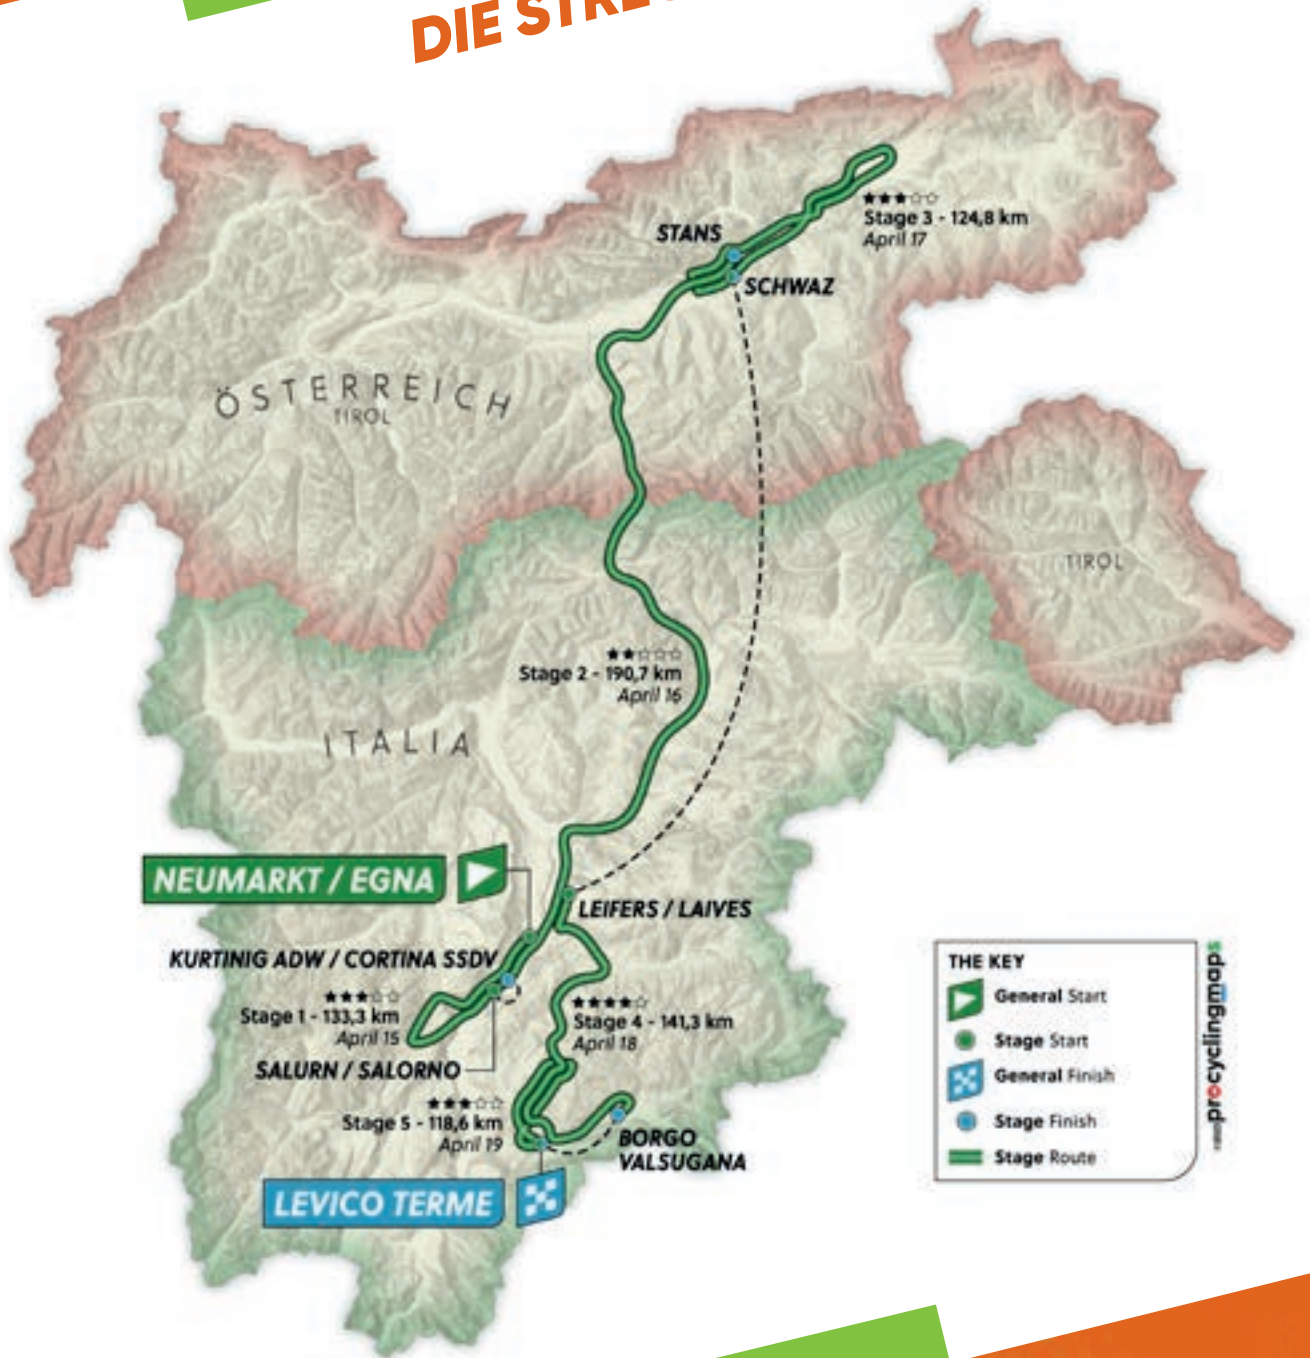 DIE
STANS
★★★☆☆
Stage 3 - 124,8 km
April 17
SCHWAZ
ÖSTERREICH
TIROL
TIROL
★★☆☆☆
Stage 2 - 190,7 km
April 16
ITALIA
NEUMARKT / EGNA
LEIFERS / LAIVES
KURTINIG ADW / CORTINA SSDV
★★★☆☆
Stage 1 - 133,3 km
April 15
★★★★☆
Stage 4 - 141,3 km
April 18
SALURN / SALORNO
★★★☆☆
Stage 5 - 118,6 km
April 19
BORGO
VALSUGANA
LEVICO TERME
THE KEY
General Start
Stage Start
General Finish
Stage Finish
Stage Route
procyclingmaps